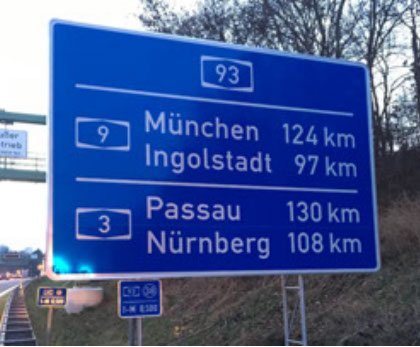 93
9 München 124 km
Ingolstadt 97 km
3 Passau 130 km
Nürnberg 108 km